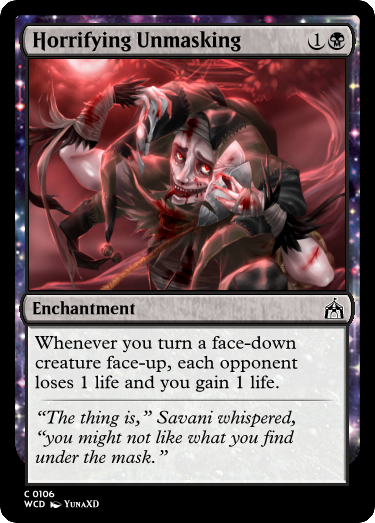 Horrifying Unmasking 1
Enchantment
Whenever you turn a face-down
creature face-up, each opponent
loses 1 life and you gain 1 life.
“The thing is,” Savani whispered,
“you might not like what you find
under the mask.”
C 0106
WCD YunaXD